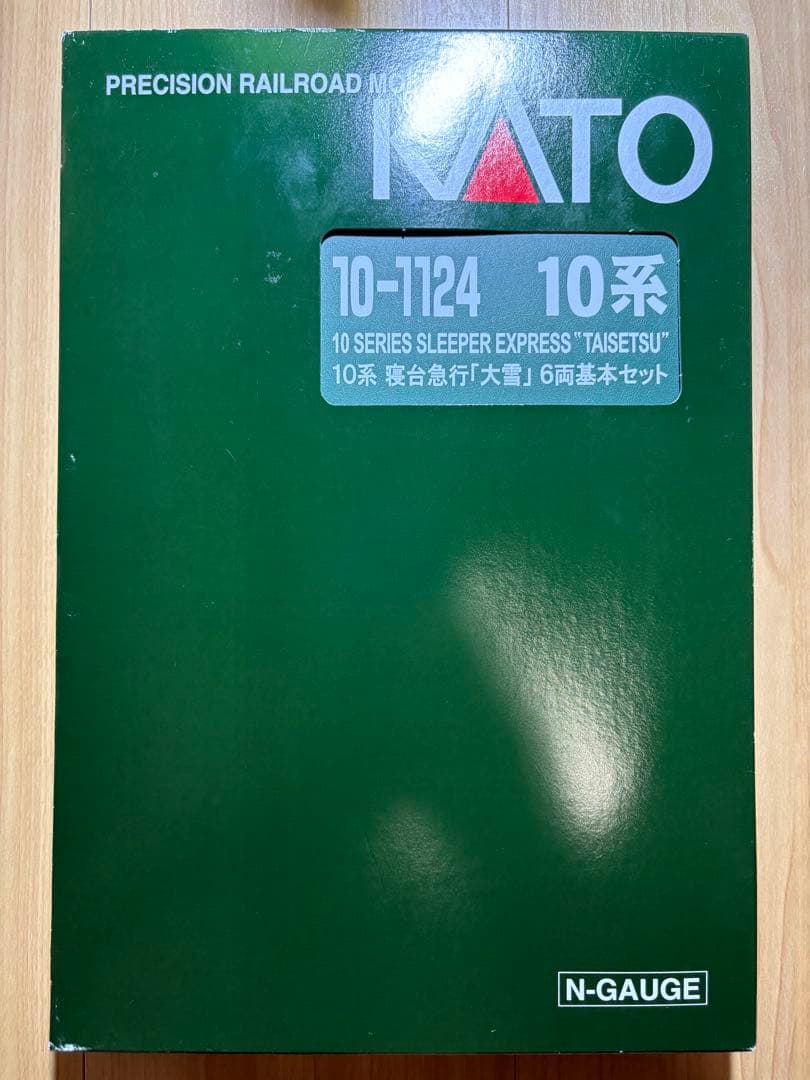 PRECISION RAILROAD
KATO
10-1124 10系
10 SERIES SLEEPER EXPRESS "TAISETSU"
10系 寝台急行「大雪」 6両基本セット
N-GAUGE